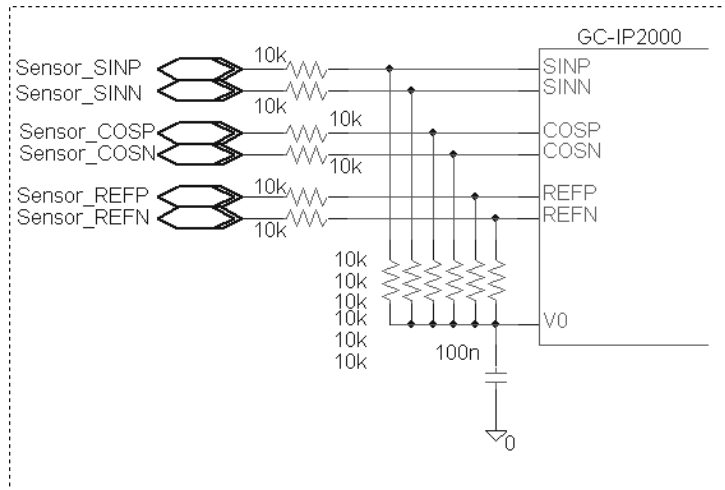 GC-IP2000
10k
Sensor_SINP
SINP
Sensor_SINN
SINN
10k
10k
Sensor_COSP
COSP
Sensor_COSN
COSN
10k
10k
Sensor_REFP
REFP
Sensor_REFN
REFN
10k
10k
10k
10k
10k
10k
10k
V0
100n
0